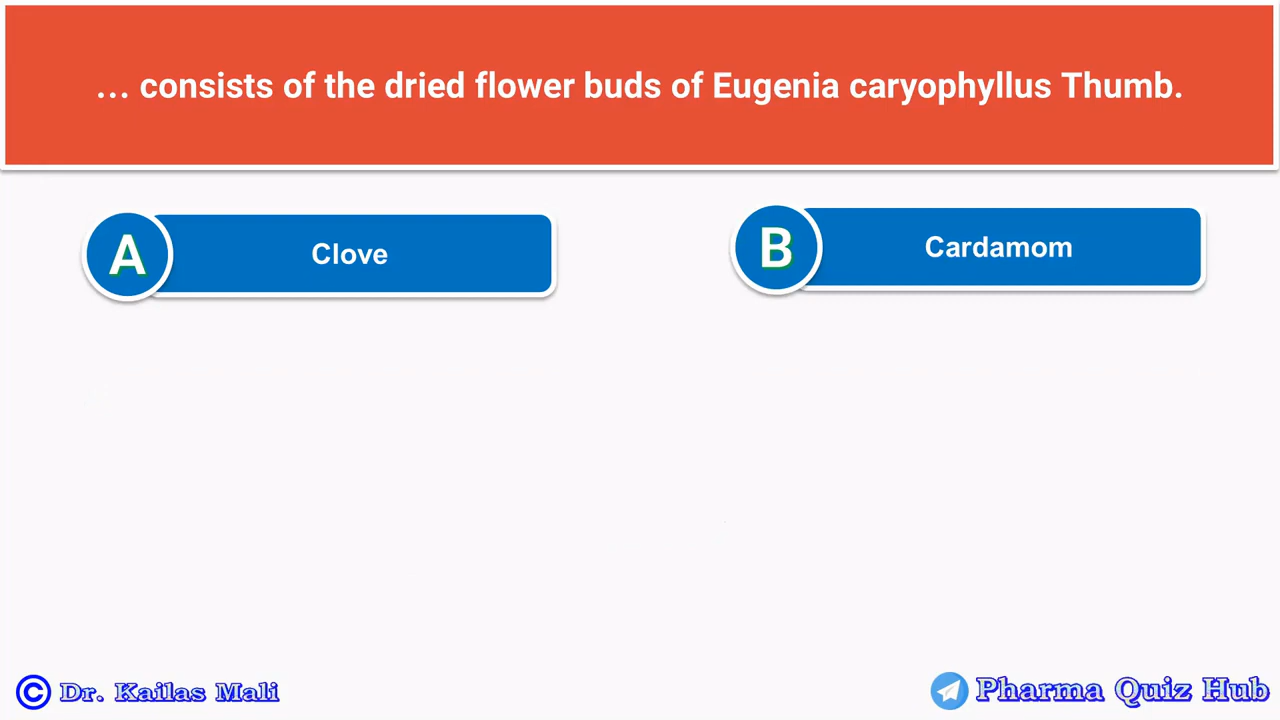 ... consists of the dried flower buds of Eugenia caryophyllus Thumb.
A
Clove
B
Cardamom
© Dr. Kailas Mali
Pharma Quiz Hub